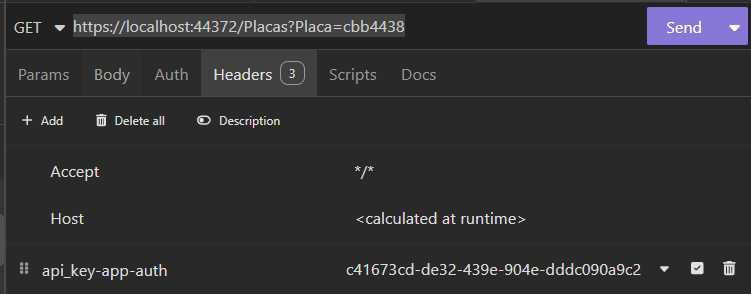 GET https://localhost:44372/Placas?Placa=cbb4438 Send
Params Body Auth Headers 3 Scripts Docs
+ Add Delete all Description
Accept */*
Host <calculated at runtime>
api_key-app-auth c41673cd-de32-439e-904e-dddc090a9c2